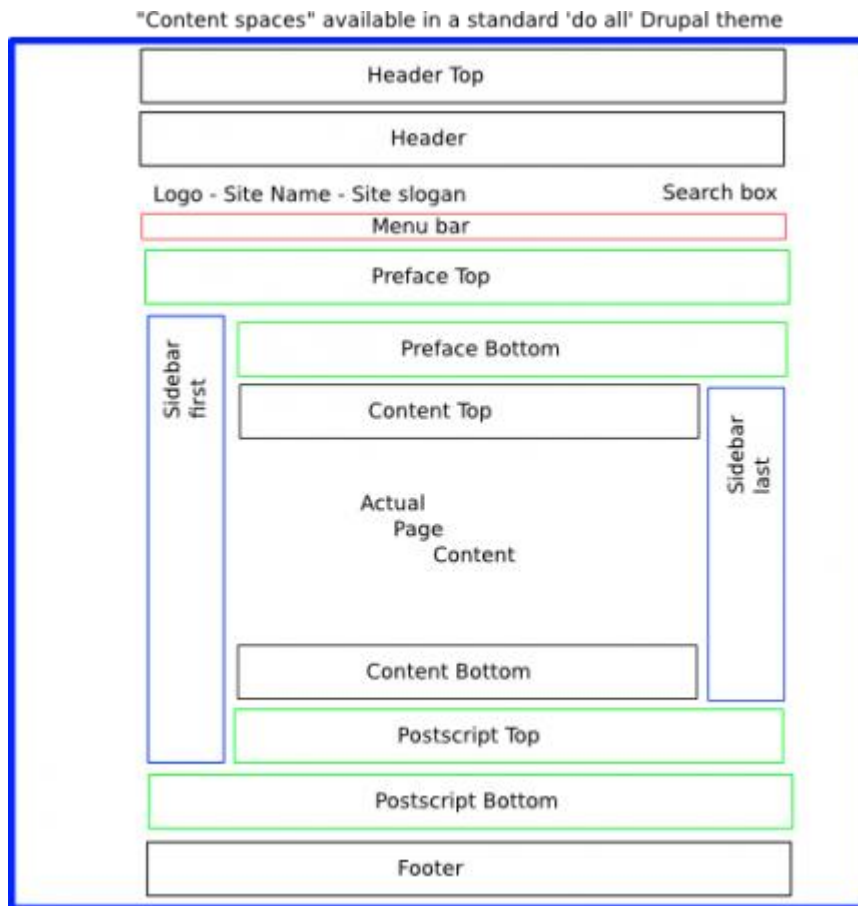 "Content spaces" available in a standard 'do all' Drupal theme
Header Top
Header
Logo - Site Name - Site slogan
Search box
Menu bar
Preface Top
Sidebar
first
Preface Bottom
Content Top
Sidebar
last
Actual
Page
Content
Content Bottom
Postscript Top
Postscript Bottom
Footer